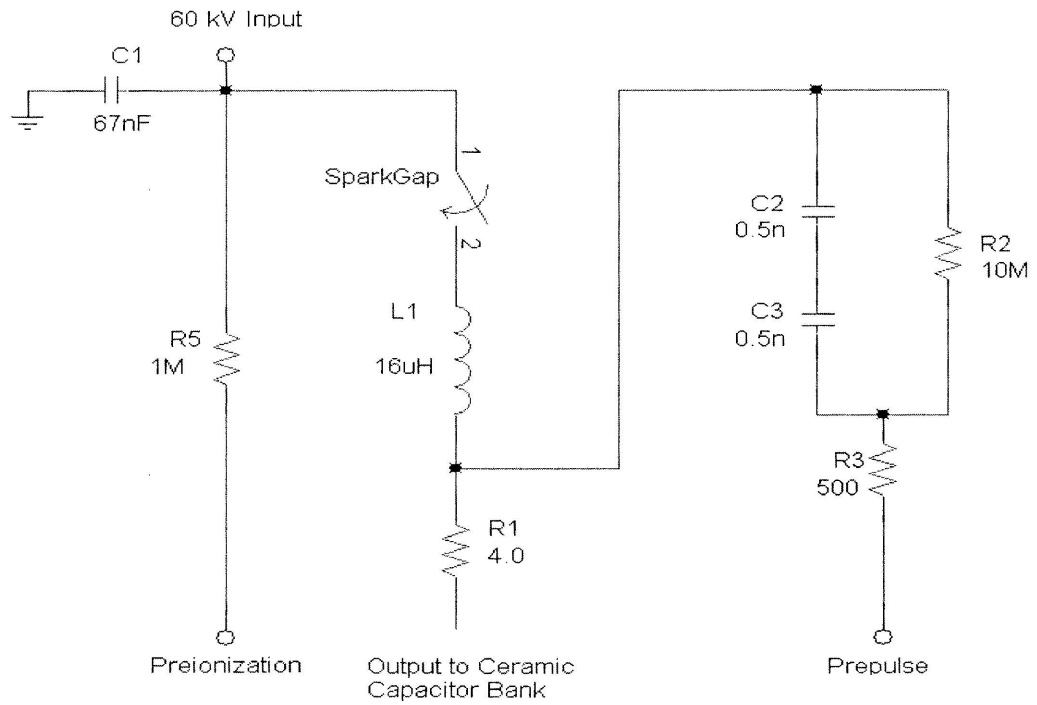 60 kV Input
C1
67nF
1
SparkGap
2
C2
0.5n
R2
10M
L1
16uH
C3
0.5n
R5
1M
R3
500
R1
4.0
Preionization
Output to Ceramic
Capacitor Bank
Prepulse